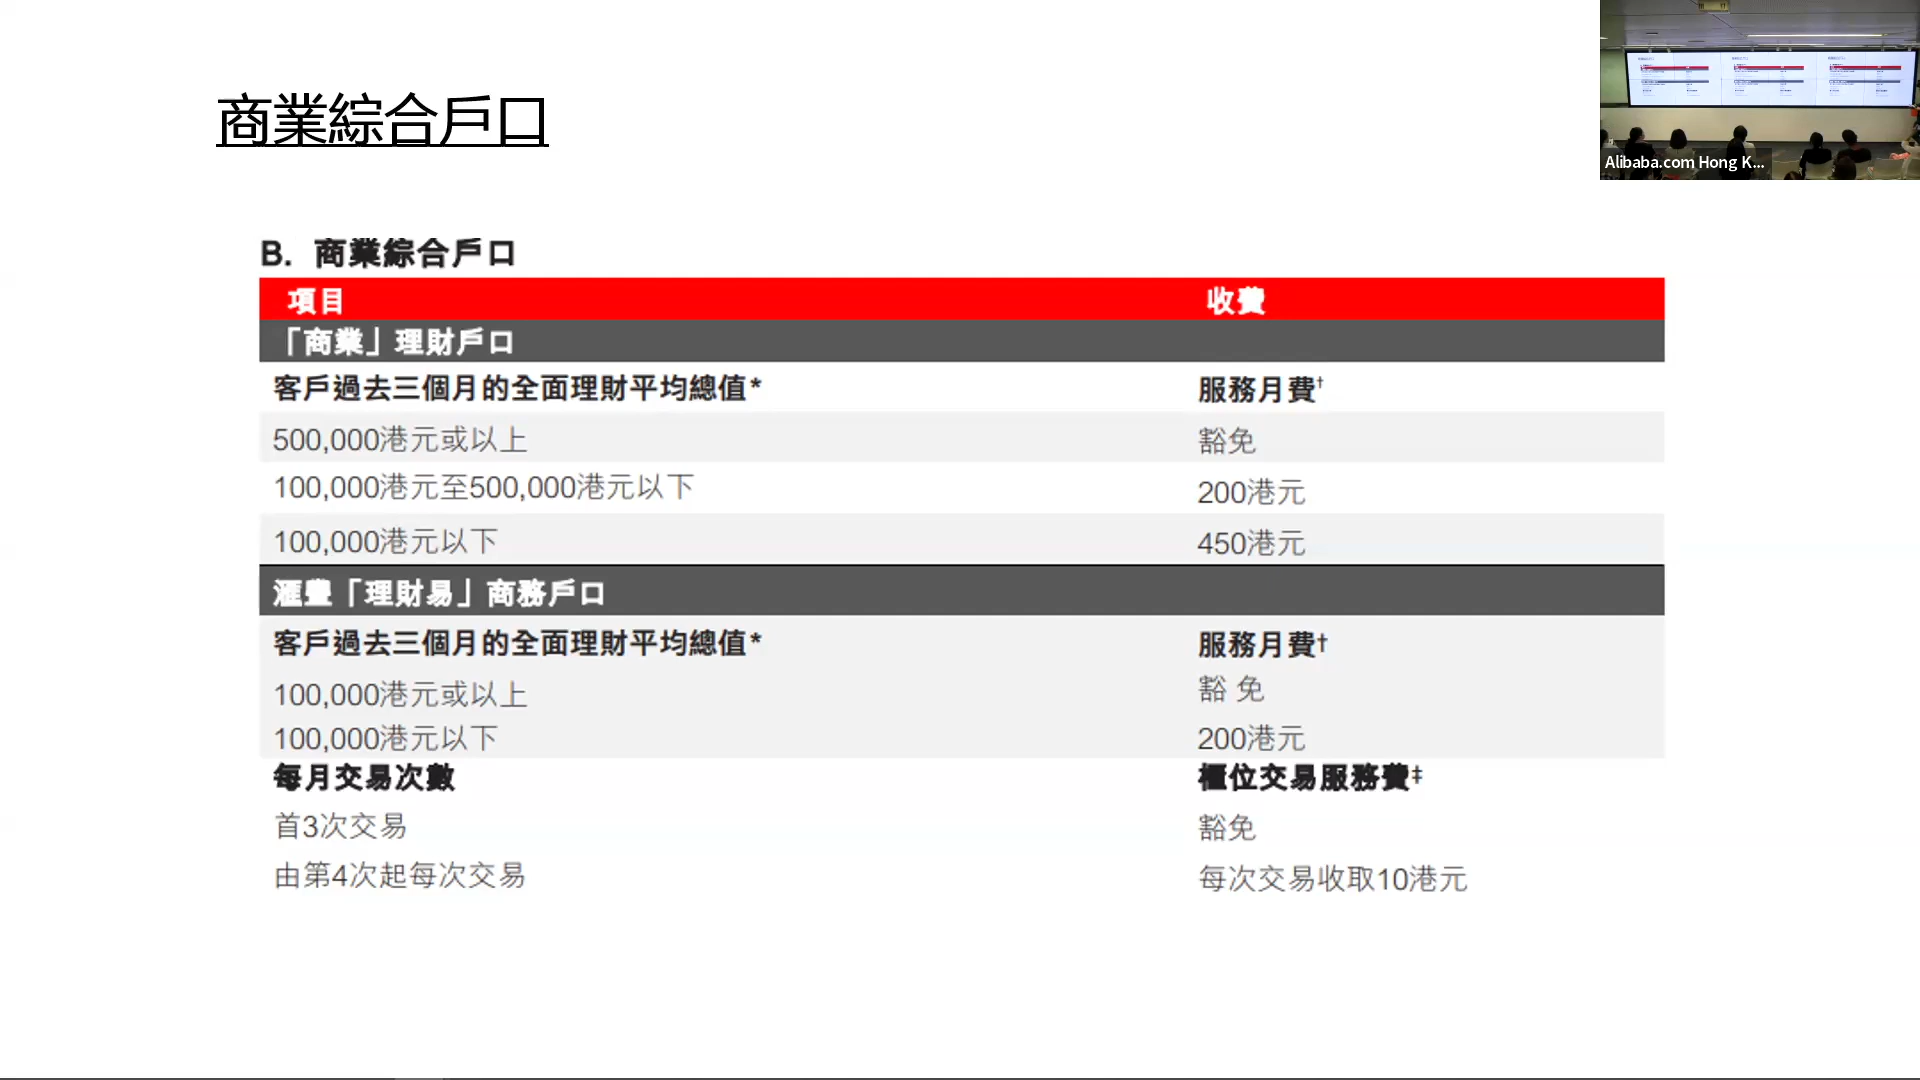 商業綜合戶口
Alibaba.com Hong K...
B. 商業綜合戶口
項目 收費
「商業」理財戶口
客戶過去三個月的全面理財平均總值* 服務月費†
500,000港元或以上 豁免
100,000港元至500,000港元以下 200港元
100,000港元以下 450港元
滙豐「理財易」商務戶口
客戶過去三個月的全面理財平均總值* 服務月費†
100,000港元或以上 豁 免
100,000港元以下 200港元
每月交易次數 櫃位交易服務費‡
首3次交易 豁免
由第4次起每次交易 每次交易收取10港元